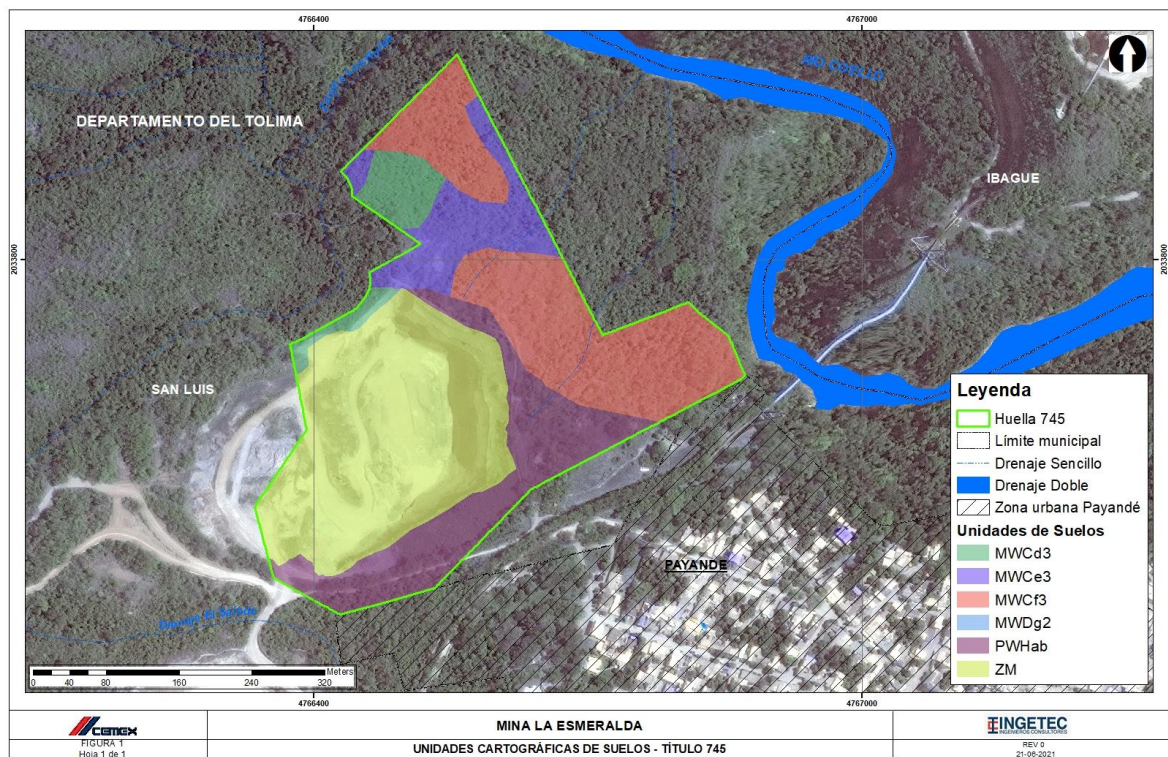 4766400
4767000
DEPARTAMENTO DEL TOLIMA
RIO COELLO
IBAGUE
2033800
2033800
SAN LUIS
PAYANDE
Leyenda
Huella 745
Límite municipal
Drenaje Sencillo
Drenaje Doble
Zona urbana Payandé
Unidades de Suelos
MWCd3
MWCe3
MWCf3
MWDg2
PWHab
ZM
Meters
0 40 80 160 240 320
4766400
4767000
CEMEX
FIGURA 1
Hoja 1 de 1
MINA LA ESMERALDA
UNIDADES CARTOGRÁFICAS DE SUELOS - TÍTULO 745
INGETEC
INGENIEROS CONSULTORES
REV 0
21-06-2021